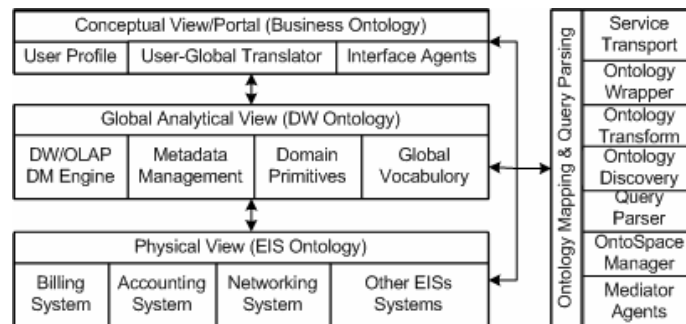 Conceptual View/Portal (Business Ontology)
User Profile
User-Global Translator
Interface Agents
Global Analytical View (DW Ontology)
DW/OLAP
DM Engine
Metadata
Management
Domain
Primitives
Global
Vocabulory
Physical View (EIS Ontology)
Billing
System
Accounting
System
Networking
System
Other EISs
Systems
Ontology Mapping & Query Parsing
Service
Transport
Ontology
Wrapper
Ontology
Transform
Ontology
Discovery
Query
Parser
OntoSpace
Manager
Mediator
Agents